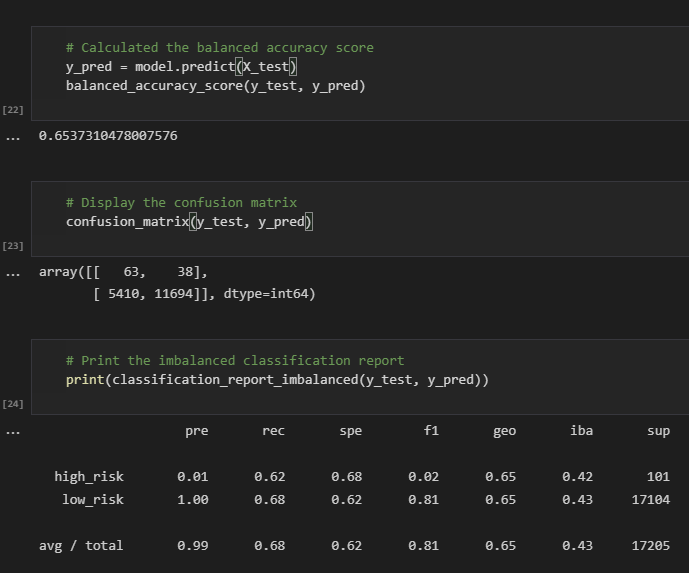 # Calculated the balanced accuracy score
y_pred = model.predict(X_test)
balanced_accuracy_score(y_test, y_pred)
[22]
... 0.6537310478007576
# Display the confusion matrix
confusion_matrix(y_test, y_pred)
[23]
... array([[   63,    38],
       [ 5410, 11694]], dtype=int64)
# Print the imbalanced classification report
print(classification_report_imbalanced(y_test, y_pred))
[24]
... pre rec spe f1 geo iba sup
high_risk 0.01 0.62 0.68 0.02 0.65 0.42 101
low_risk 1.00 0.68 0.62 0.81 0.65 0.43 17104
avg / total 0.99 0.68 0.62 0.81 0.65 0.43 17205